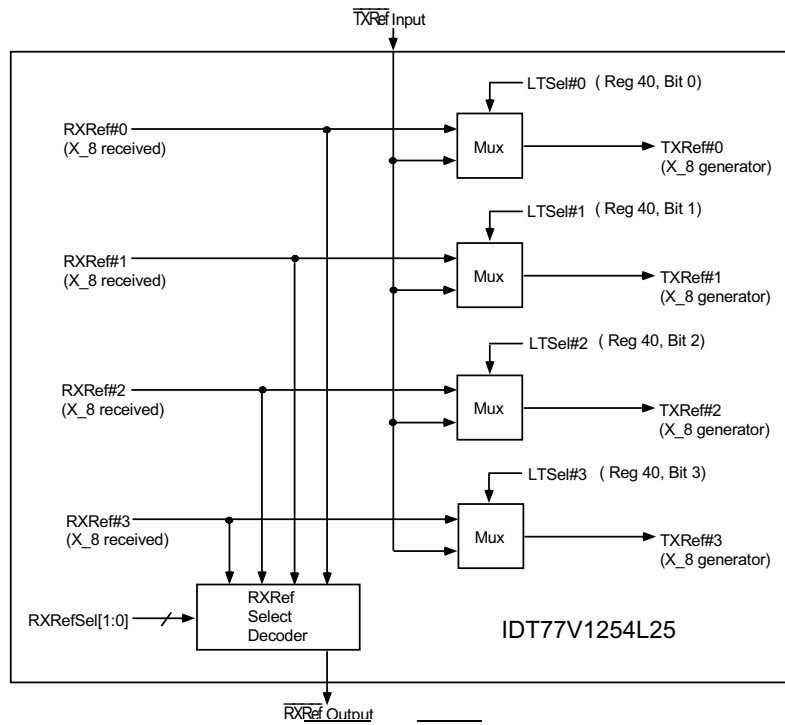 TXRef Input
LTSel#0 ( Reg 40, Bit 0)
RXRef#0
(X_8 received)
Mux
TXRef#0
(X_8 generator)
LTSel#1 ( Reg 40, Bit 1)
RXRef#1
(X_8 received)
Mux
TXRef#1
(X_8 generator)
LTSel#2 ( Reg 40, Bit 2)
RXRef#2
(X_8 received)
Mux
TXRef#2
(X_8 generator)
LTSel#3 ( Reg 40, Bit 3)
RXRef#3
(X_8 received)
Mux
TXRef#3
(X_8 generator)
RXRefSel[1:0]
RXRef
Select
Decoder
IDT77V1254L25
RXRef Output